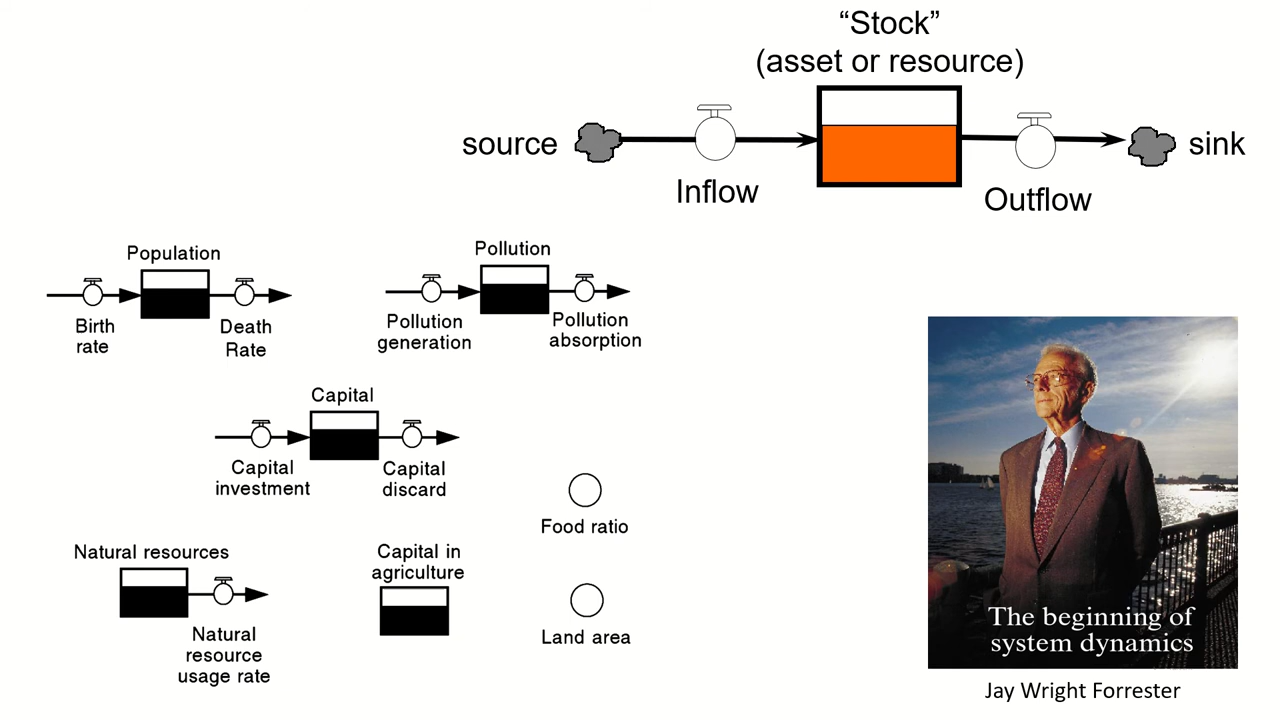 “Stock”
(asset or resource)
source
sink
Inflow
Outflow
Population
Birth
rate
Death
Rate
Pollution
Pollution
generation
Pollution
absorption
Capital
Capital
investment
Capital
discard
Food ratio
Natural resources
Natural
resource
usage rate
Capital in
agriculture
Land area
The beginning of
system dynamics
Jay Wright Forrester